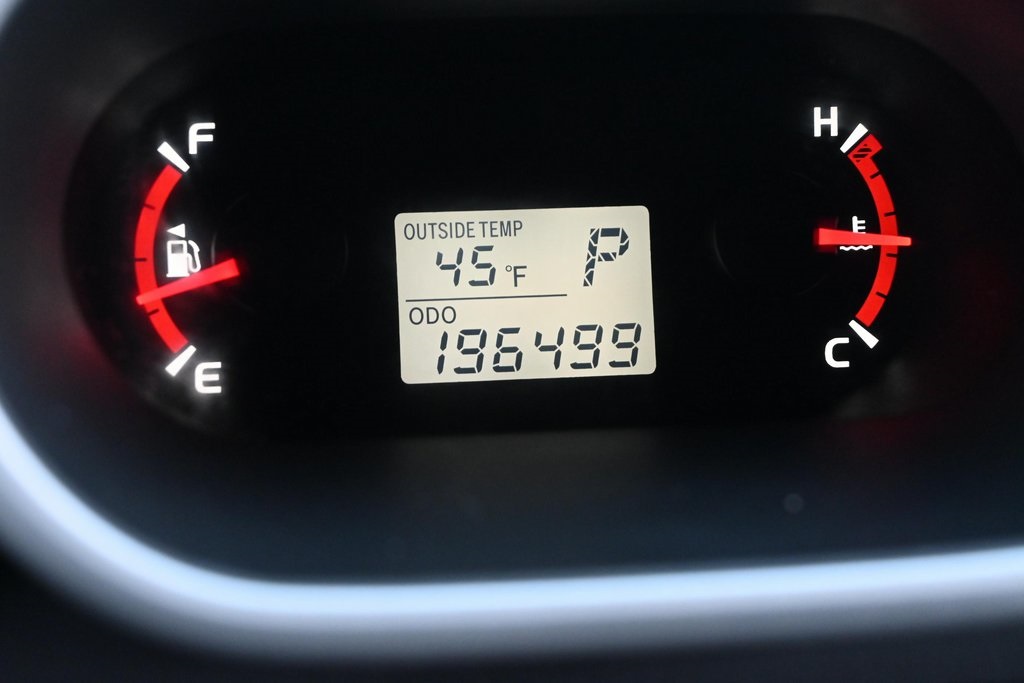 F
H
OUTSIDE TEMP
45 °F P
ODO
196499
E
C